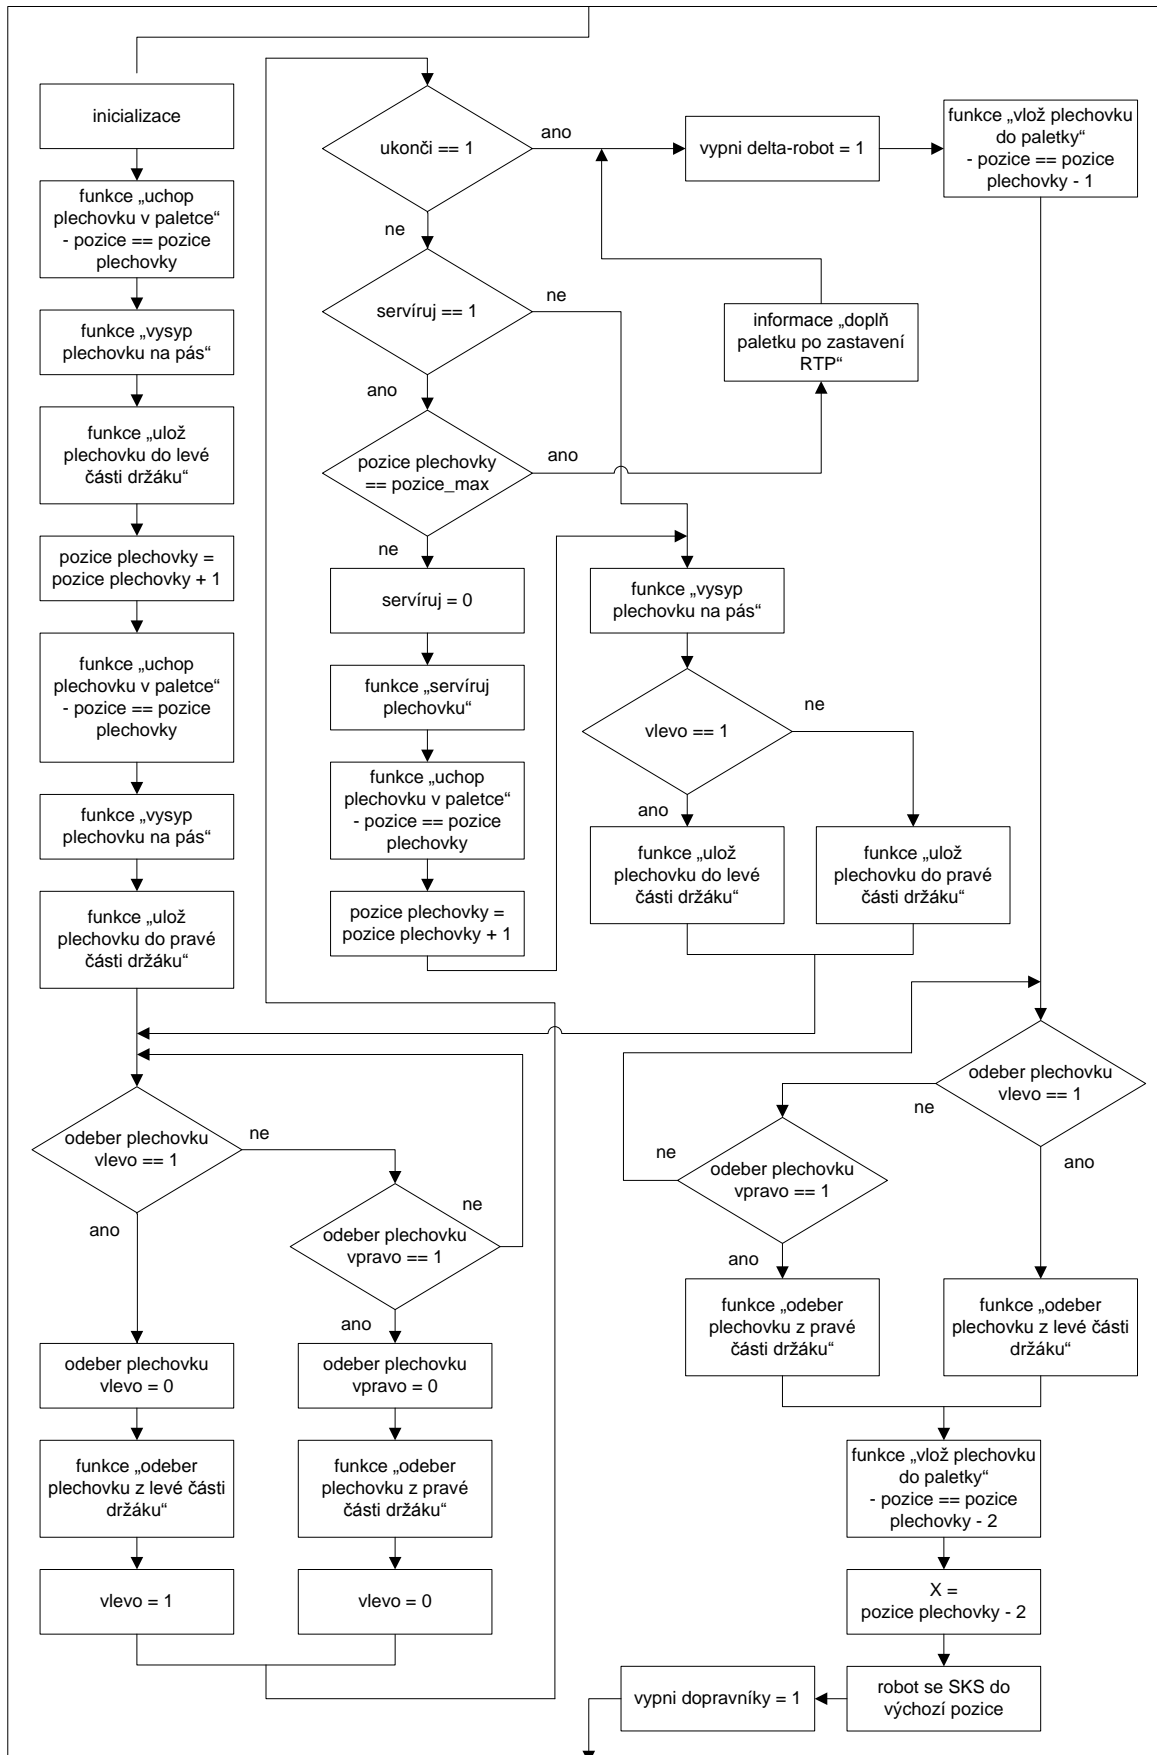 inicializace
funkce „uchop
plechovku v paletce“
- pozice == pozice
plechovky
funkce „vysyp
plechovku na pás“
funkce „ulož
plechovku do levé
části držáku“
pozice plechovky =
pozice plechovky + 1
funkce „uchop
plechovku v paletce“
- pozice == pozice
plechovky
funkce „vysyp
plechovku na pás“
funkce „ulož
plechovku do pravé
části držáku“
odeber plechovku
vlevo == 1
ne
ano
odeber plechovku
vpravo == 1
ne
ano
odeber plechovku
vlevo = 0
odeber plechovku
vpravo = 0
funkce „odeber
plechovku z levé části
držáku“
funkce „odeber
plechovku z pravé
části držáku“
vlevo = 1
vlevo = 0
ukonči == 1
ano
ne
servíruj == 1
ne
ano
pozice plechovky
== pozice_max
ano
ne
servíruj = 0
funkce „servíruj
plechovku“
funkce „uchop
plechovku v paletce“
- pozice == pozice
plechovky
pozice plechovky =
pozice plechovky + 1
vypni delta-robot = 1
funkce „vlož plechovku
do paletky“
- pozice == pozice
plechovky - 1
informace „doplň
paletku po zastavení
RTP“
funkce „vysyp
plechovku na pás“
vlevo == 1
ne
ano
funkce „ulož
plechovku do levé
části držáku“
funkce „ulož
plechovku do pravé
části držáku“
odeber plechovku
vlevo == 1
ne
ano
odeber plechovku
vpravo == 1
ne
ano
funkce „odeber
plechovku z pravé
části držáku“
funkce „odeber
plechovku z levé části
držáku“
funkce „vlož plechovku
do paletky“
- pozice == pozice
plechovky - 2
X =
pozice plechovky - 2
robot se SKS do
výchozí pozice
vypni dopravníky = 1